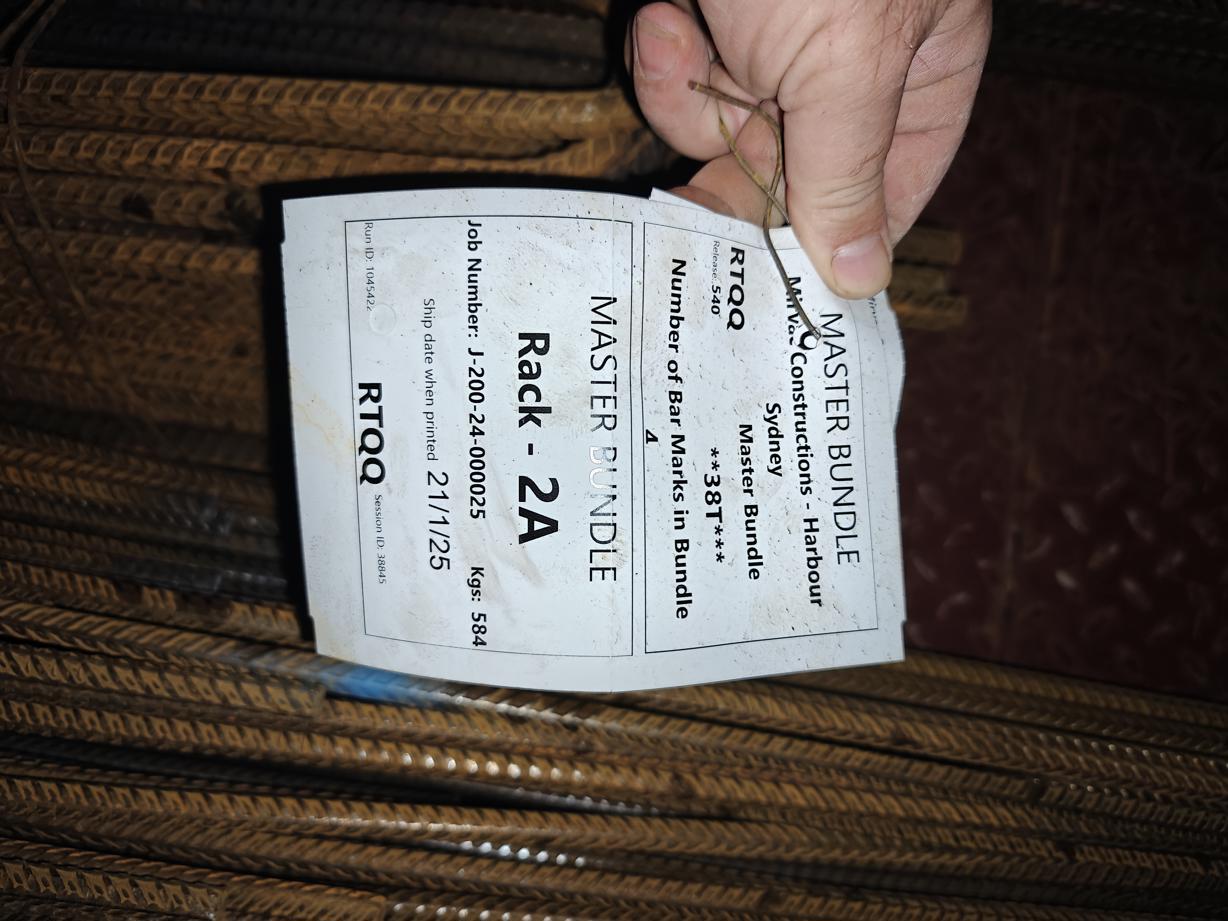 MASTER BUNDLE
Constructions - Harbour
Sydney
Master Bundle
RTQQ
Release: 540
**38T***
Number of Bar Marks in Bundle
4
MASTER BUNDLE
Rack - 2A
Job Number: J-200-24-000025 Kgs: 584
Ship date when printed 21/1/25
RTQQ
Run ID: 1045422 Session ID: 38845